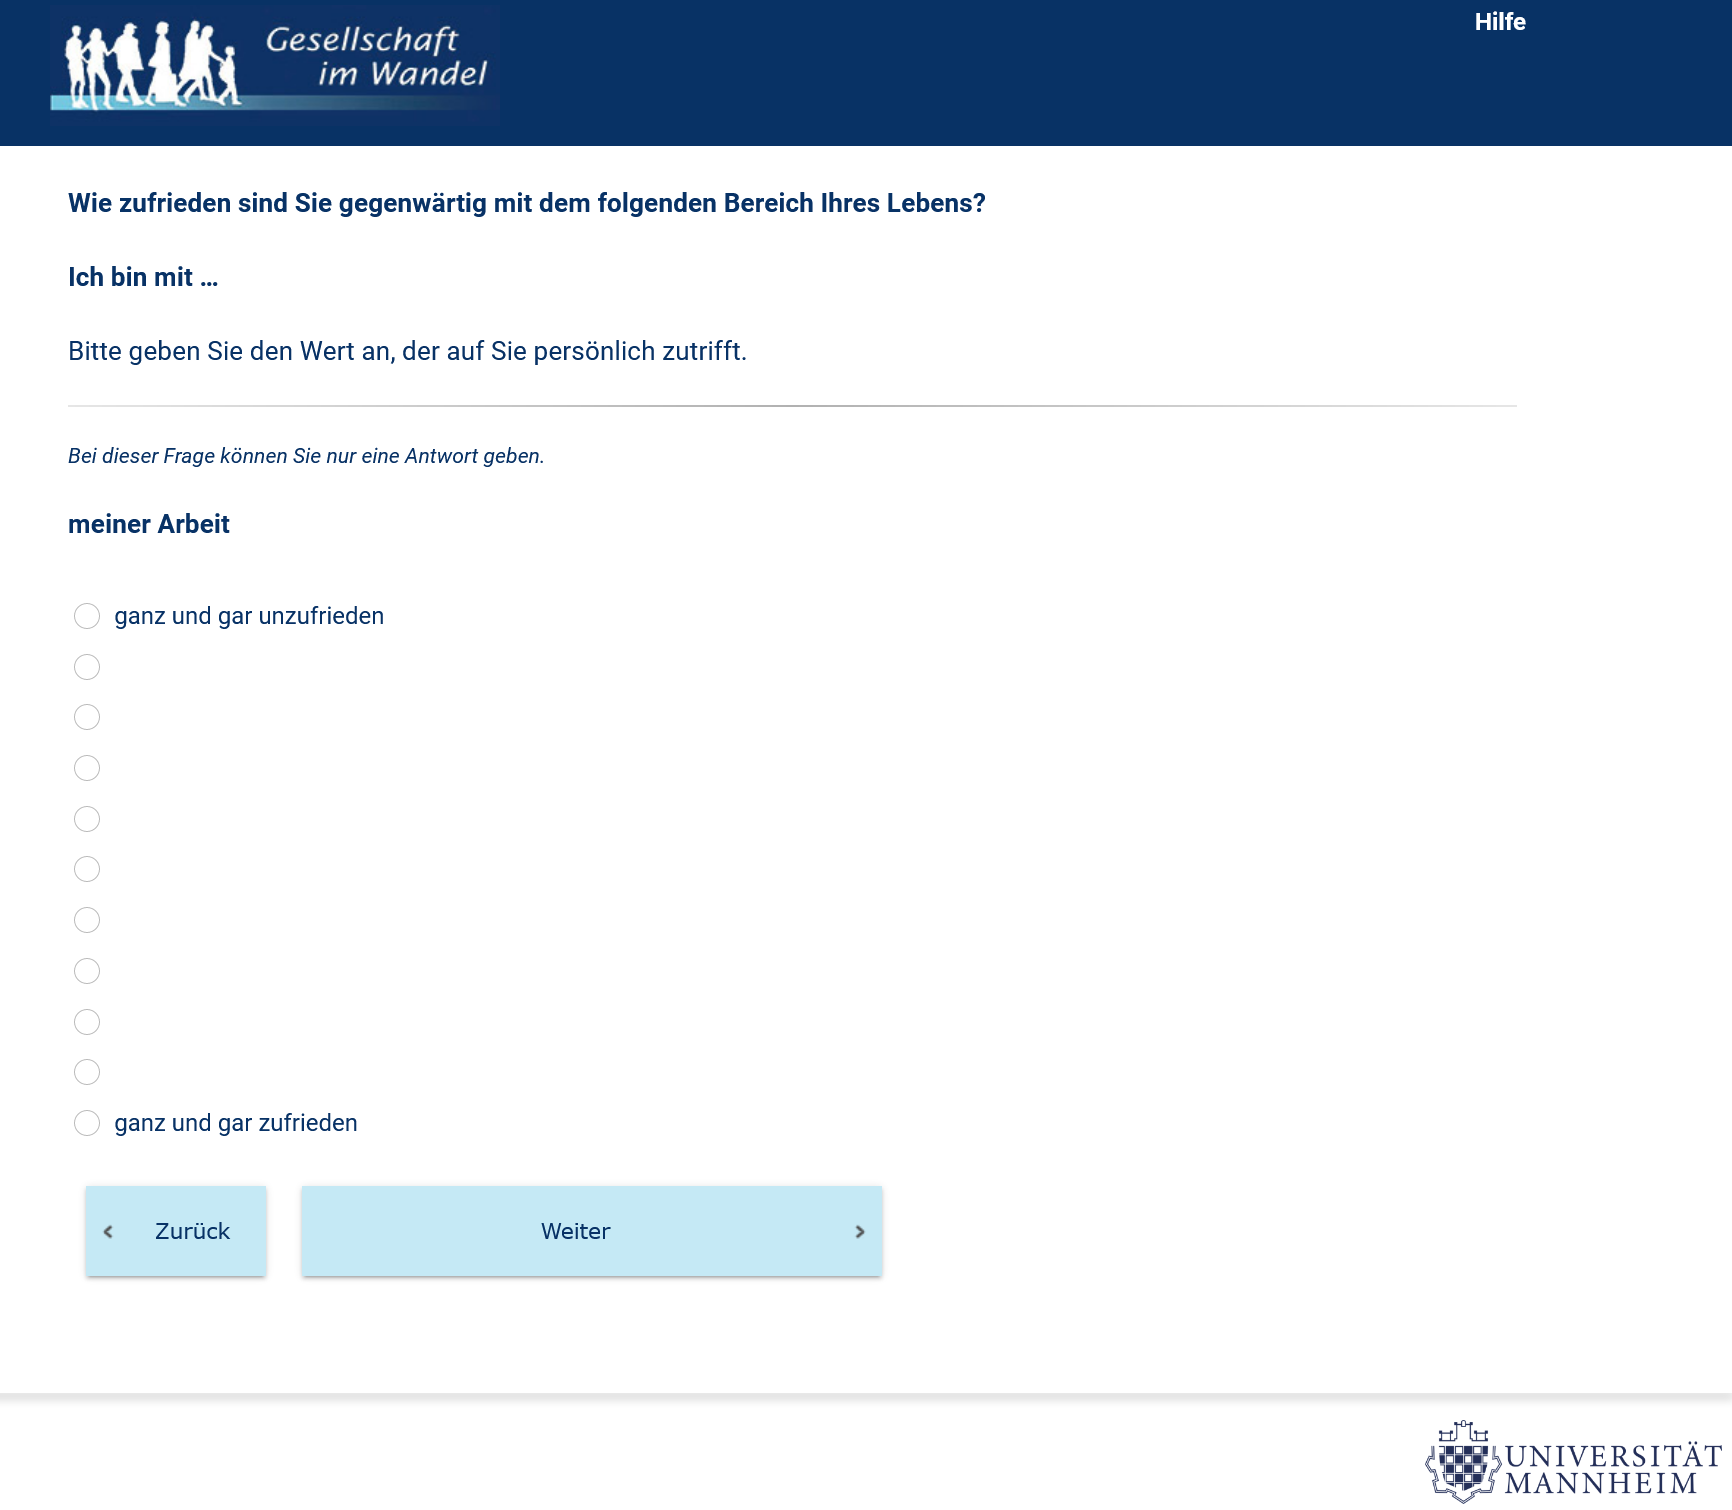 Gesellschaft
im Wandel
Hilfe
Wie zufrieden sind Sie gegenwärtig mit dem folgenden Bereich Ihres Lebens?
Ich bin mit ...
Bitte geben Sie den Wert an, der auf Sie persönlich zutrifft.
Bei dieser Frage können Sie nur eine Antwort geben.
meiner Arbeit
ganz und gar unzufrieden
ganz und gar zufrieden
Zurück
Weiter
UNIVERSITÄT
MANNHEIM